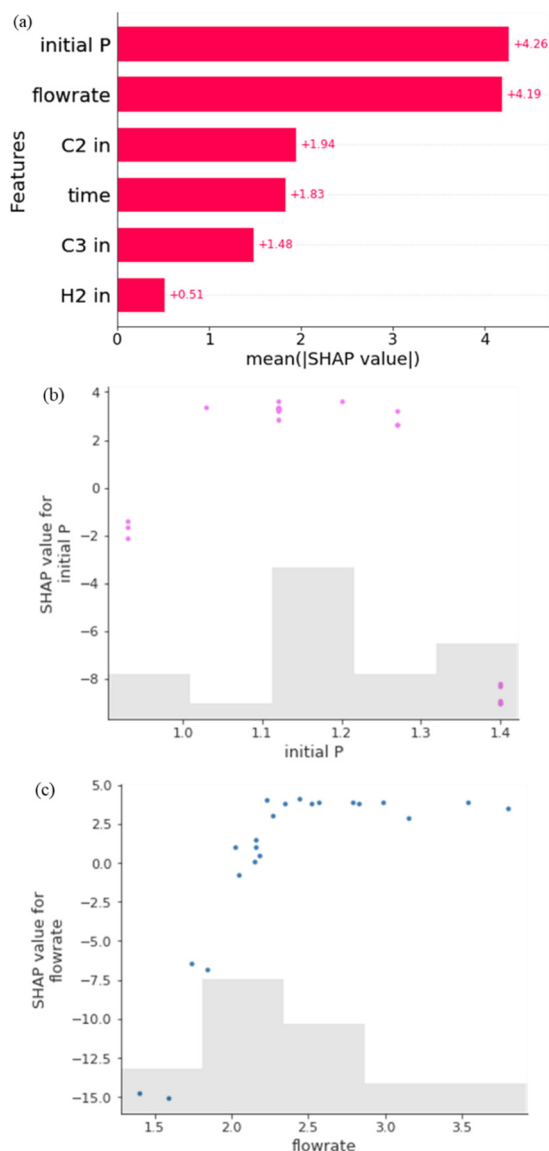 (a)
initial P
+4.26
flowrate
+4.19
C2 in
+1.94
time
+1.83
C3 in
+1.48
H2 in
+0.51
Features
0 1 2 3 4
mean(|SHAP value|)
(b)
4
2
0
−2
−4
−6
−8
SHAP value for
initial P
1.0 1.1 1.2 1.3 1.4
initial P
(c)
5.0
2.5
0.0
−2.5
−5.0
−7.5
−10.0
−12.5
−15.0
SHAP value for
flowrate
1.5 2.0 2.5 3.0 3.5
flowrate